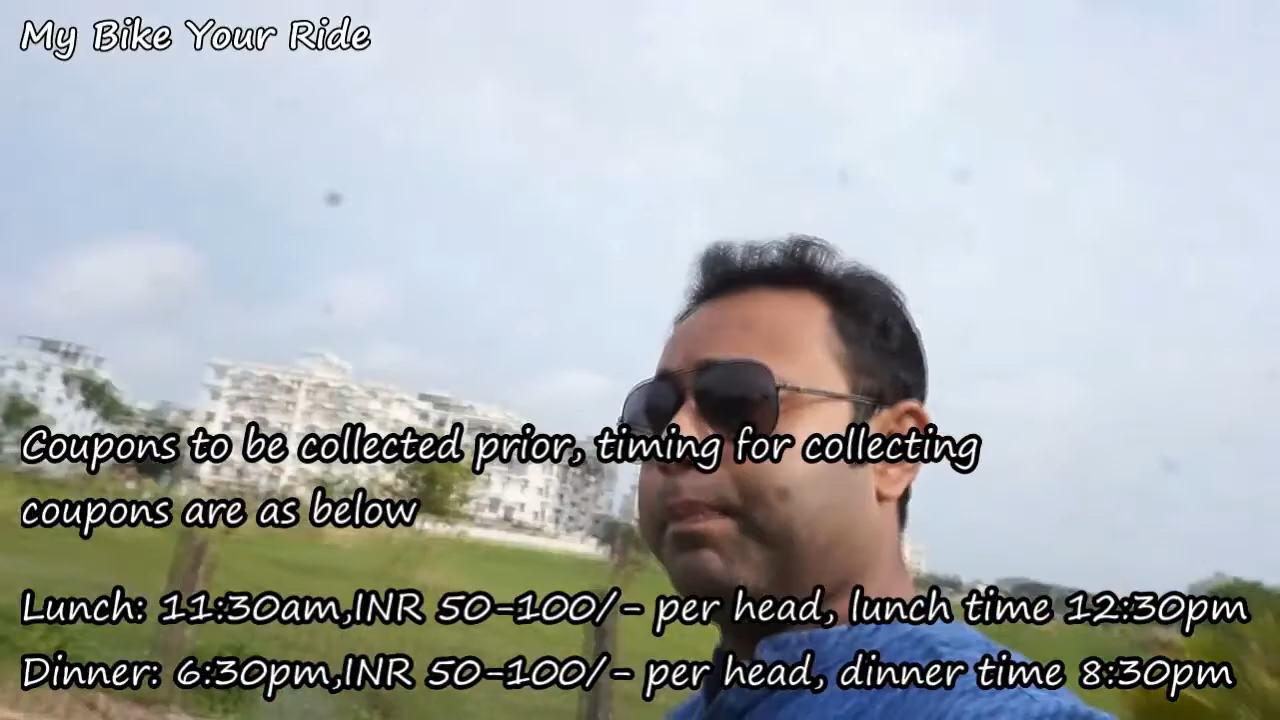 My Bike Your Ride
Coupons to be collected prior, timing for collecting
coupons are as below
Lunch: 11:30am,INR 50-100/- per head, lunch time 12:30pm
Dinner: 6:30pm,INR 50-100/- per head, dinner time 8:30pm